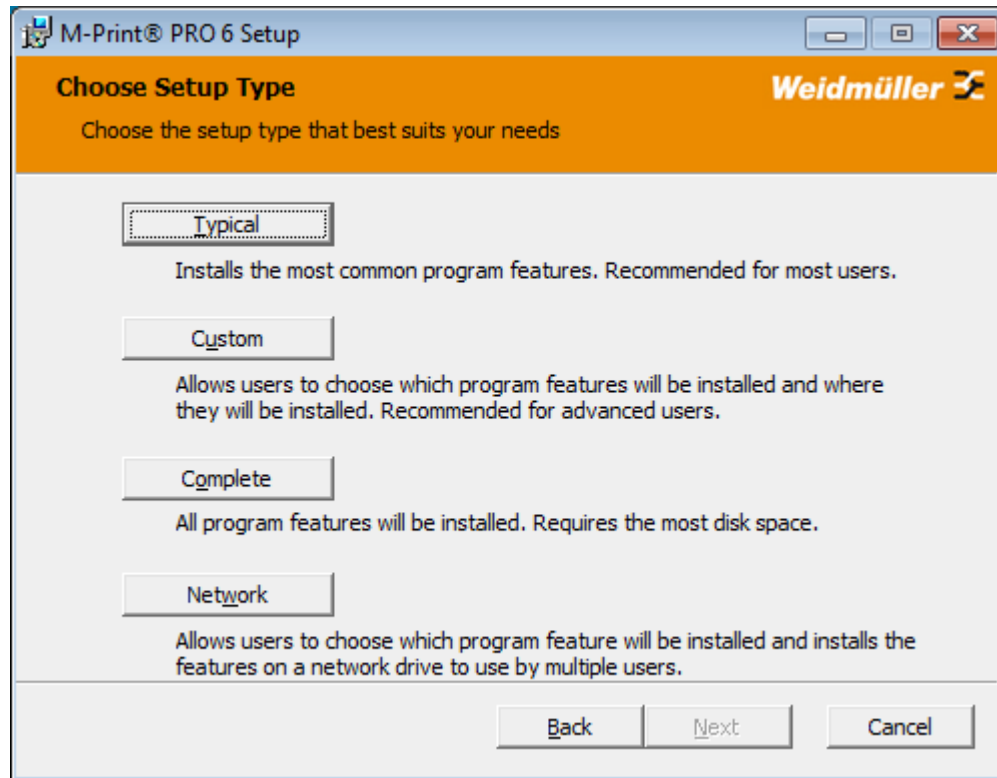 M-Print® PRO 6 Setup
Choose Setup Type
Weidmüller
Choose the setup type that best suits your needs
Typical
Installs the most common program features. Recommended for most users.
Custom
Allows users to choose which program features will be installed and where
they will be installed. Recommended for advanced users.
Complete
All program features will be installed. Requires the most disk space.
Network
Allows users to choose which program feature will be installed and installs the
features on a network drive to use by multiple users.
Back Next Cancel